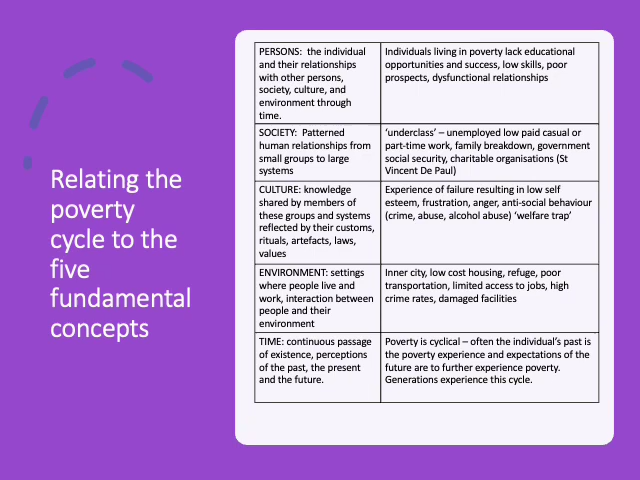 Relating the
poverty
cycle to the
five
fundamental
concepts
PERSONS:  the individual
and their relationships
with other persons,
society, culture, and
environment through
time.
Individuals living in poverty lack educational
opportunities and success, low skills, poor
prospects, dysfunctional relationships
SOCIETY:  Patterned
human relationships from
small groups to large
systems
‘underclass’ – unemployed low paid casual or
part-time work, family breakdown, government
social security, charitable organisations (St
Vincent De Paul)
CULTURE: knowledge
shared by members of
these groups and systems
reflected by their customs,
rituals, artefacts, laws,
values
Experience of failure resulting in low self
esteem, frustration, anger, anti-social behaviour
(crime, abuse, alcohol abuse) ‘welfare trap’
ENVIRONMENT: settings
where people live and
work, interaction between
people and their
environment
Inner city, low cost housing, refuge, poor
transportation, limited access to jobs, high
crime rates, damaged facilities
TIME: continuous passage
of existence, perceptions
of the past, the present
and the future.
Poverty is cyclical – often the individual’s past is
the poverty experience and expectations of the
future are to further experience poverty.
Generations experience this cycle.